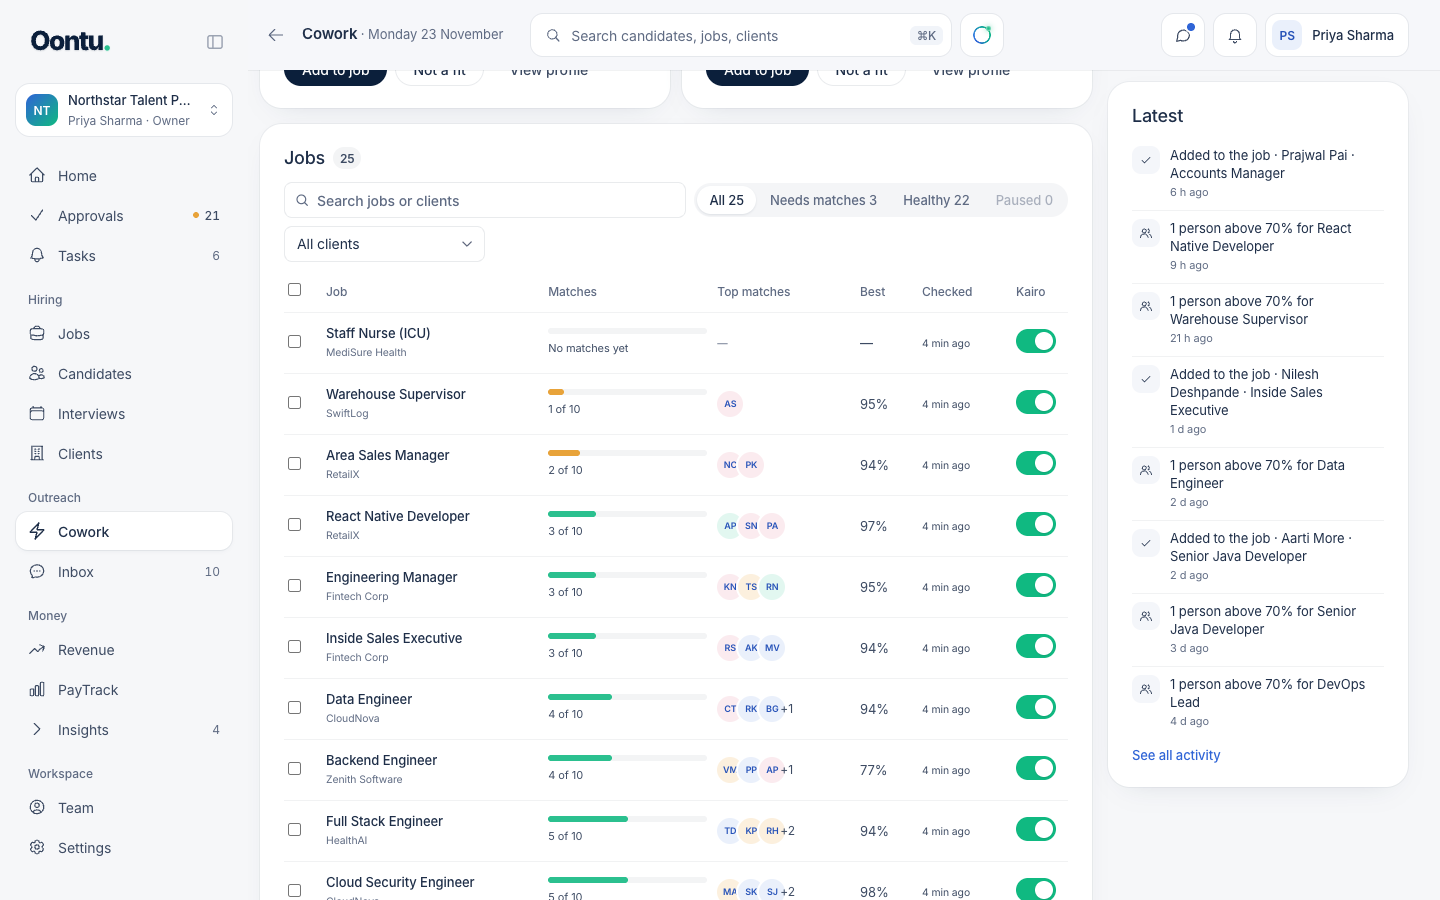 Oontu.
Northstar Talent P...
NT
Priya Sharma · Owner
Home
Approvals
21
Tasks
6
Hiring
Jobs
Candidates
Interviews
Clients
Outreach
Cowork
Inbox
10
Money
Revenue
PayTrack
Insights
4
Workspace
Team
Settings
Cowork · Monday 23 November
Search candidates, jobs, clients
⌘K
PS
Priya Sharma
Add to job
Not a fit
View profile
Add to job
Not a fit
View profile
Jobs 25
Search jobs or clients
All 25
Needs matches 3
Healthy 22
Paused 0
All clients
Job
Matches
Top matches
Best
Checked
Kairo
Staff Nurse (ICU)
MediSure Health
No matches yet
—
—
4 min ago
Warehouse Supervisor
SwiftLog
1 of 10
AS
95%
4 min ago
Area Sales Manager
RetailX
2 of 10
NC PK
94%
4 min ago
React Native Developer
RetailX
3 of 10
AP SN PA
97%
4 min ago
Engineering Manager
Fintech Corp
3 of 10
KN TS RN
95%
4 min ago
Inside Sales Executive
Fintech Corp
3 of 10
RS AK MV
94%
4 min ago
Data Engineer
CloudNova
4 of 10
CT RK BG +1
94%
4 min ago
Backend Engineer
Zenith Software
4 of 10
VM PP AP +1
77%
4 min ago
Full Stack Engineer
HealthAI
5 of 10
TD KP RH +2
94%
4 min ago
Cloud Security Engineer
CloudNova
5 of 10
MA SK SJ +2
98%
4 min ago
Latest
Added to the job · Prajwal Pai ·
Accounts Manager
6 h ago
1 person above 70% for React
Native Developer
9 h ago
1 person above 70% for
Warehouse Supervisor
21 h ago
Added to the job · Nilesh
Deshpande · Inside Sales
Executive
1 d ago
1 person above 70% for Data
Engineer
2 d ago
Added to the job · Aarti More ·
Senior Java Developer
2 d ago
1 person above 70% for Senior
Java Developer
3 d ago
1 person above 70% for DevOps
Lead
4 d ago
See all activity